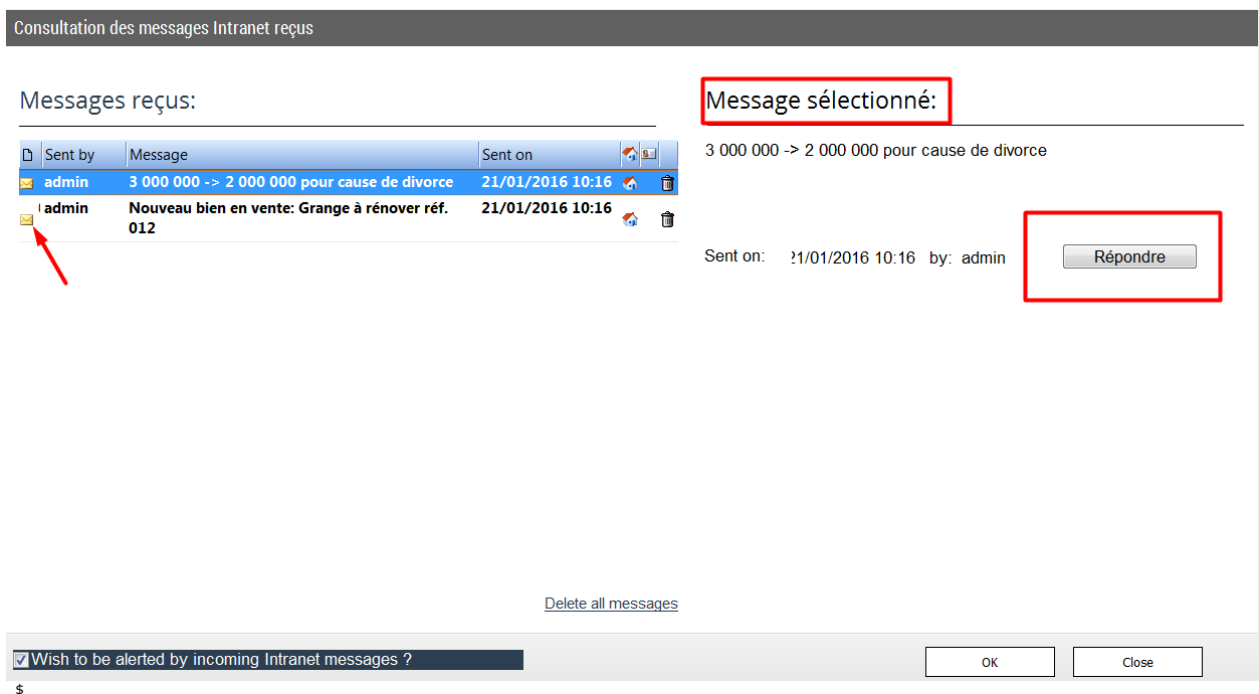 Consultation des messages Intranet reçus
Messages reçus:
Sent by Message Sent on
admin 3 000 000 -> 2 000 000 pour cause de divorce 21/01/2016 10:16
admin Nouveau bien en vente: Grange à rénover réf. 21/01/2016 10:16
012
Delete all messages
Message sélectionné:
3 000 000 -> 2 000 000 pour cause de divorce
Sent on: 21/01/2016 10:16 by: admin Répondre
Wish to be alerted by incoming Intranet messages ? OK Close
$